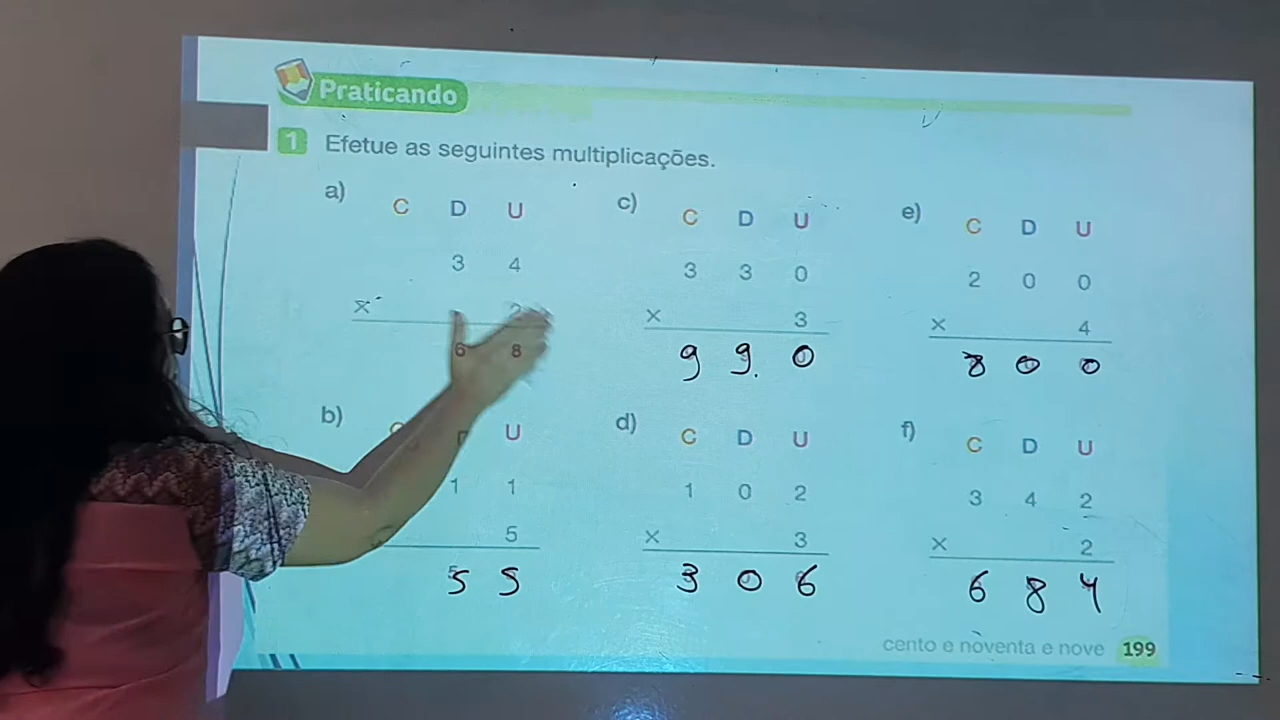 Praticando
1 Efetue as seguintes multiplicações.
a)
C D U
3 4
× 2
6 8
b)
U
1 1
5
5 5
c)
C D U
3 3 0
× 3
9 9. 0
d)
C D U
1 0 2
× 3
3 0 6
e)
C D U
2 0 0
× 4
8 0 0
f)
C D U
3 4 2
× 2
6 8 4
cento e noventa e nove 199